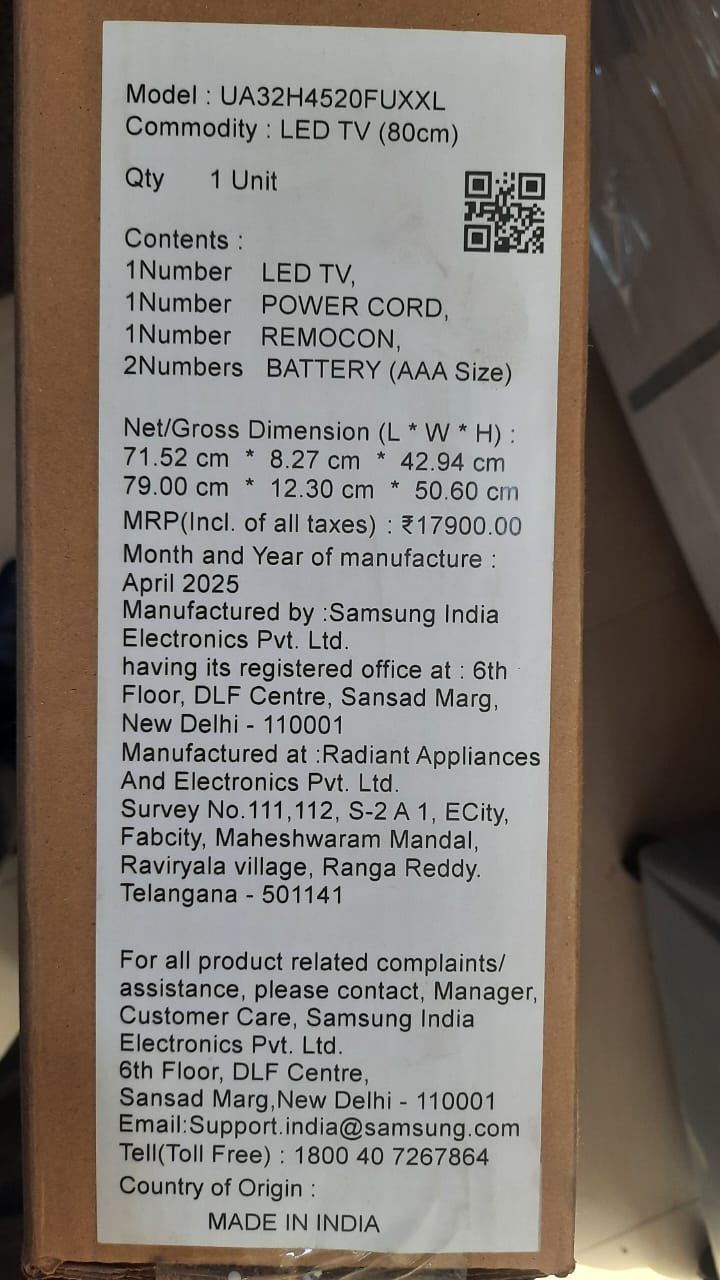 Model : UA32H4520FUXXL
Commodity : LED TV (80cm)
Qty 1 Unit
Contents :
1Number LED TV,
1Number POWER CORD,
1Number REMOCON,
2Numbers BATTERY (AAA Size)
Net/Gross Dimension (L * W * H) :
71.52 cm * 8.27 cm * 42.94 cm
79.00 cm * 12.30 cm * 50.60 cm
MRP(Incl. of all taxes) : ₹17900.00
Month and Year of manufacture :
April 2025
Manufactured by :Samsung India
Electronics Pvt. Ltd.
having its registered office at : 6th
Floor, DLF Centre, Sansad Marg,
New Delhi - 110001
Manufactured at :Radiant Appliances
And Electronics Pvt. Ltd.
Survey No.111,112, S-2 A 1, ECity,
Fabcity, Maheshwaram Mandal,
Raviryala village, Ranga Reddy.
Telangana - 501141
For all product related complaints/
assistance, please contact, Manager,
Customer Care, Samsung India
Electronics Pvt. Ltd.
6th Floor, DLF Centre,
Sansad Marg,New Delhi - 110001
Email:Support.india@samsung.com
Tell(Toll Free) : 1800 40 7267864
Country of Origin :
MADE IN INDIA